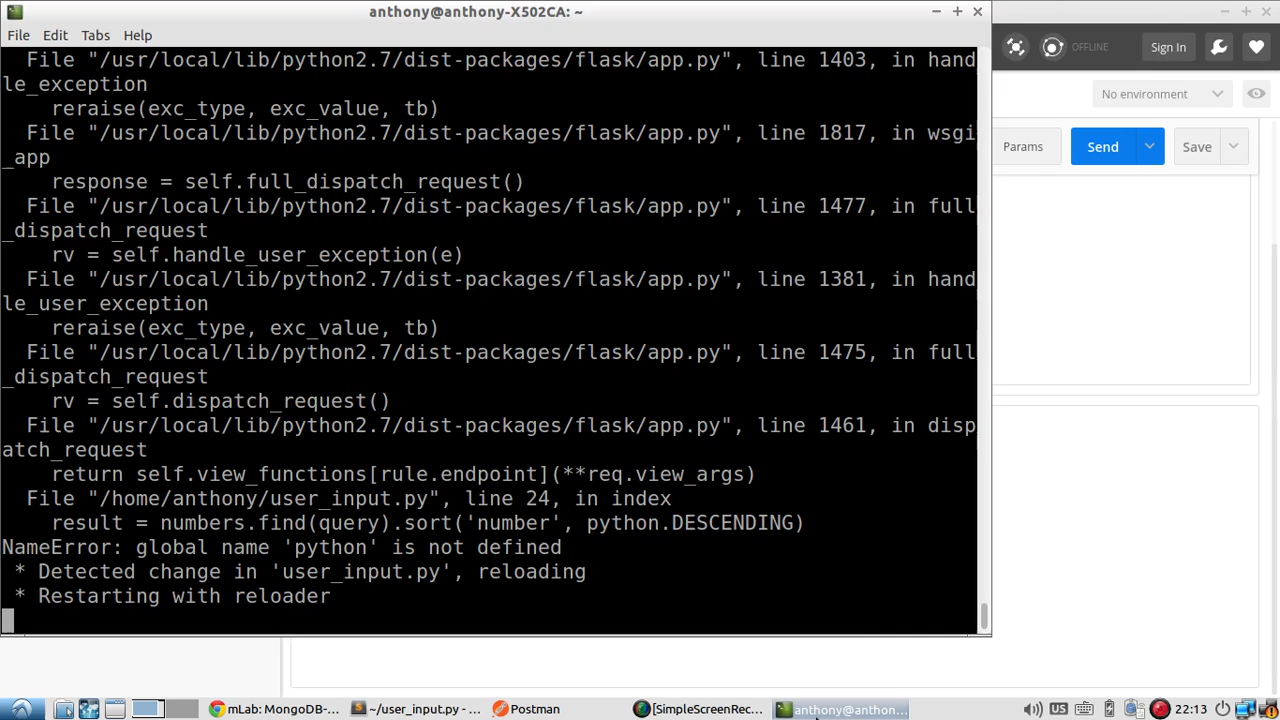 anthony@anthony-X502CA: ~
File Edit Tabs Help
OFFLINE
Sign In
No environment
Params
Send
Save
File "/usr/local/lib/python2.7/dist-packages/flask/app.py", line 1403, in hand
le_exception
reraise(exc_type, exc_value, tb)
File "/usr/local/lib/python2.7/dist-packages/flask/app.py", line 1817, in wsgi
_app
response = self.full_dispatch_request()
File "/usr/local/lib/python2.7/dist-packages/flask/app.py", line 1477, in full
_dispatch_request
rv = self.handle_user_exception(e)
File "/usr/local/lib/python2.7/dist-packages/flask/app.py", line 1381, in hand
le_user_exception
reraise(exc_type, exc_value, tb)
File "/usr/local/lib/python2.7/dist-packages/flask/app.py", line 1475, in full
_dispatch_request
rv = self.dispatch_request()
File "/usr/local/lib/python2.7/dist-packages/flask/app.py", line 1461, in disp
atch_request
return self.view_functions[rule.endpoint](**req.view_args)
File "/home/anthony/user_input.py", line 24, in index
result = numbers.find(query).sort('number', python.DESCENDING)
NameError: global name 'python' is not defined
* Detected change in 'user_input.py', reloading
* Restarting with reloader
mLab: MongoDB-... ~/user_input.py - ... Postman [SimpleScreenRec... anthony@anthon... US 22:13